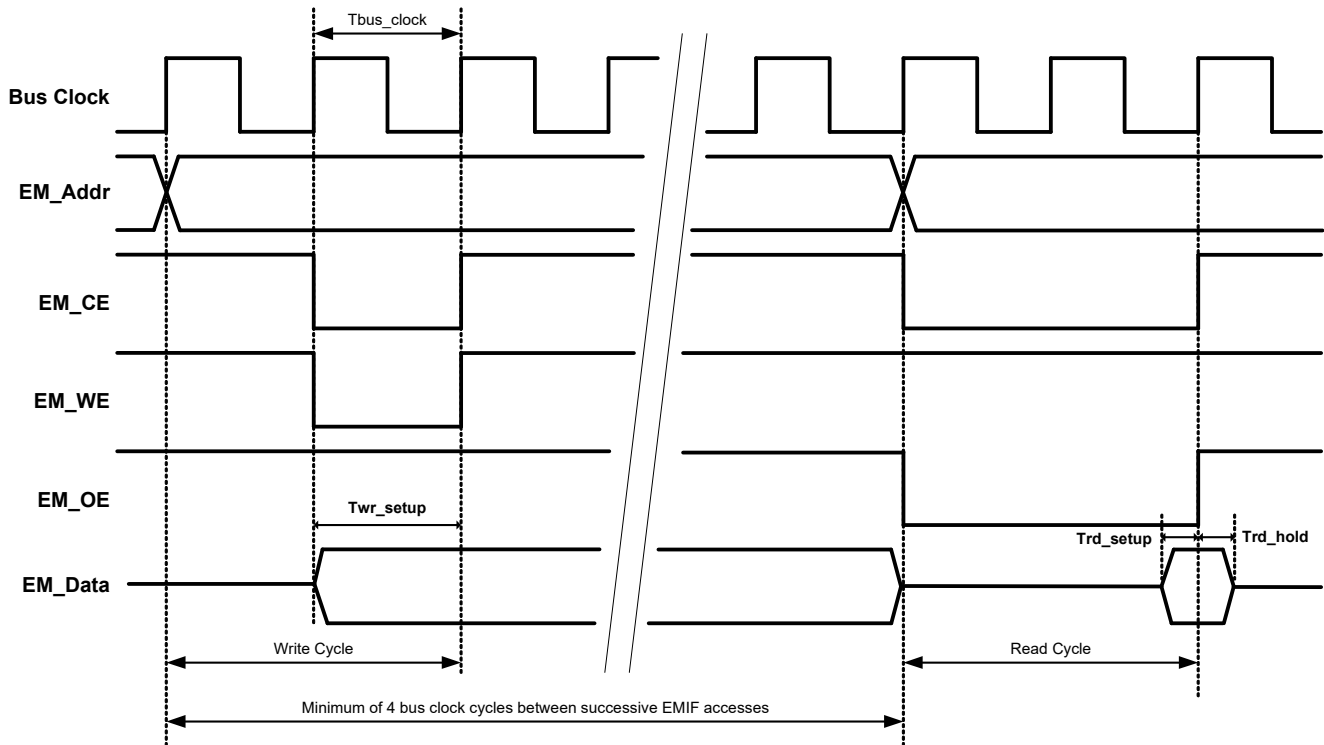 Tbus_clock
Bus Clock
EM_Addr
EM_CE
EM_WE
EM_OE
Twr_setup
Trd_setup
Trd_hold
EM_Data
Write Cycle
Read Cycle
Minimum of 4 bus clock cycles between successive EMIF accesses